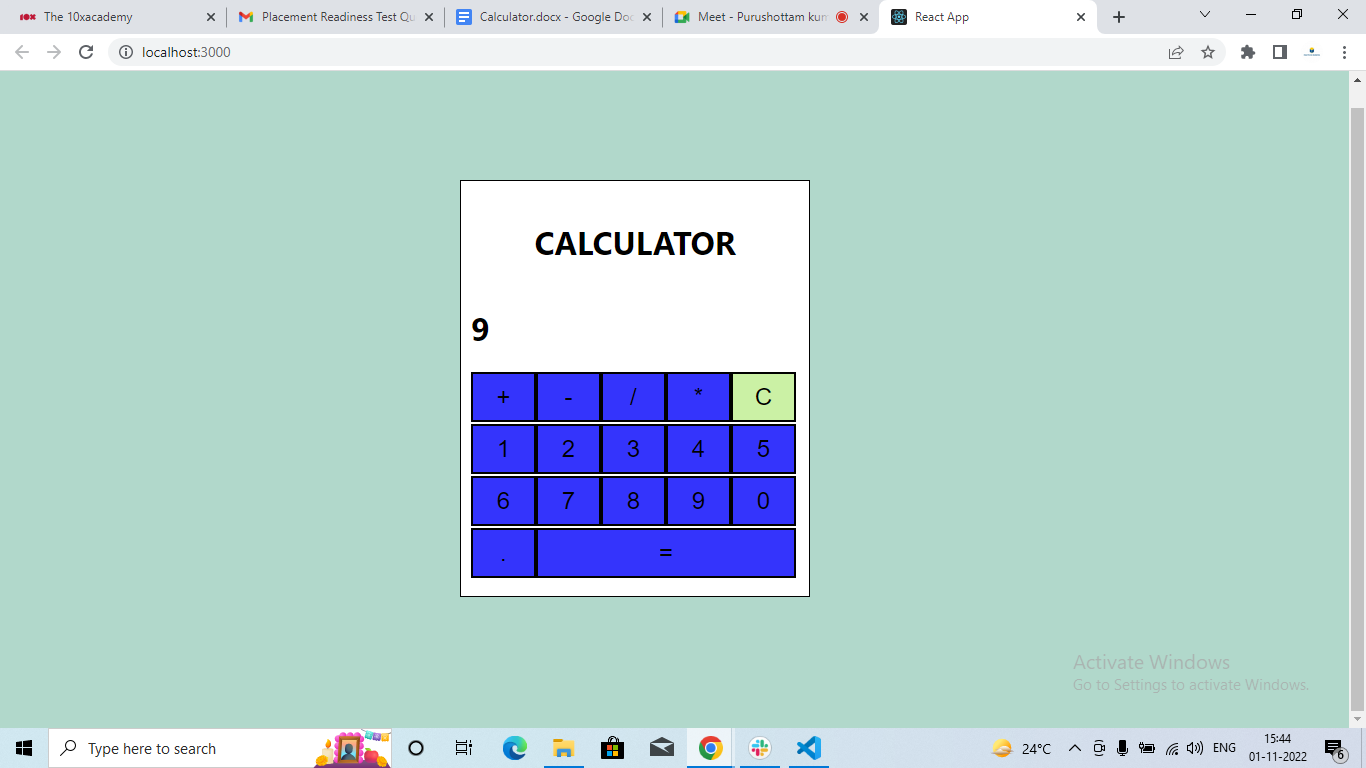 The 10xacademy
Placement Readiness Test Qu
Calculator.docx - Google Doc
Meet - Purushottam kum
React App
localhost:3000
CALCULATOR
9
+ - / * C
1 2 3 4 5
6 7 8 9 0
. =
Activate Windows
Go to Settings to activate Windows.
Type here to search
24°C
ENG
15:44
01-11-2022
6